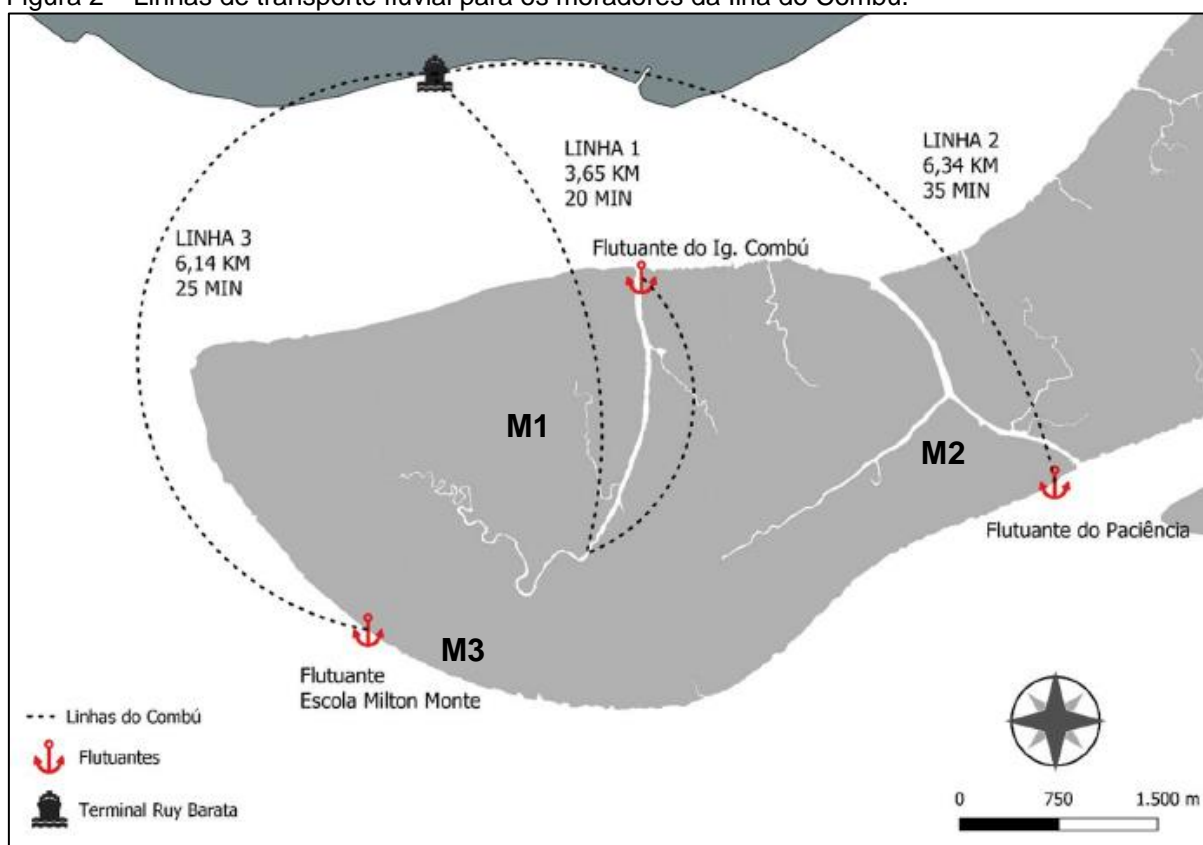 Figura 2 – Linhas de transporte fluvial para os moradores da Ilha do Combú.
LINHA 1
3,65 KM
20 MIN
LINHA 2
6,34 KM
35 MIN
LINHA 3
6,14 KM
25 MIN
Flutuante do Ig. Combú
M1
M2
Flutuante do Paciência
M3
Flutuante
Escola Milton Monte
Linhas do Combú
Flutuantes
Terminal Ruy Barata
0 750 1.500 m